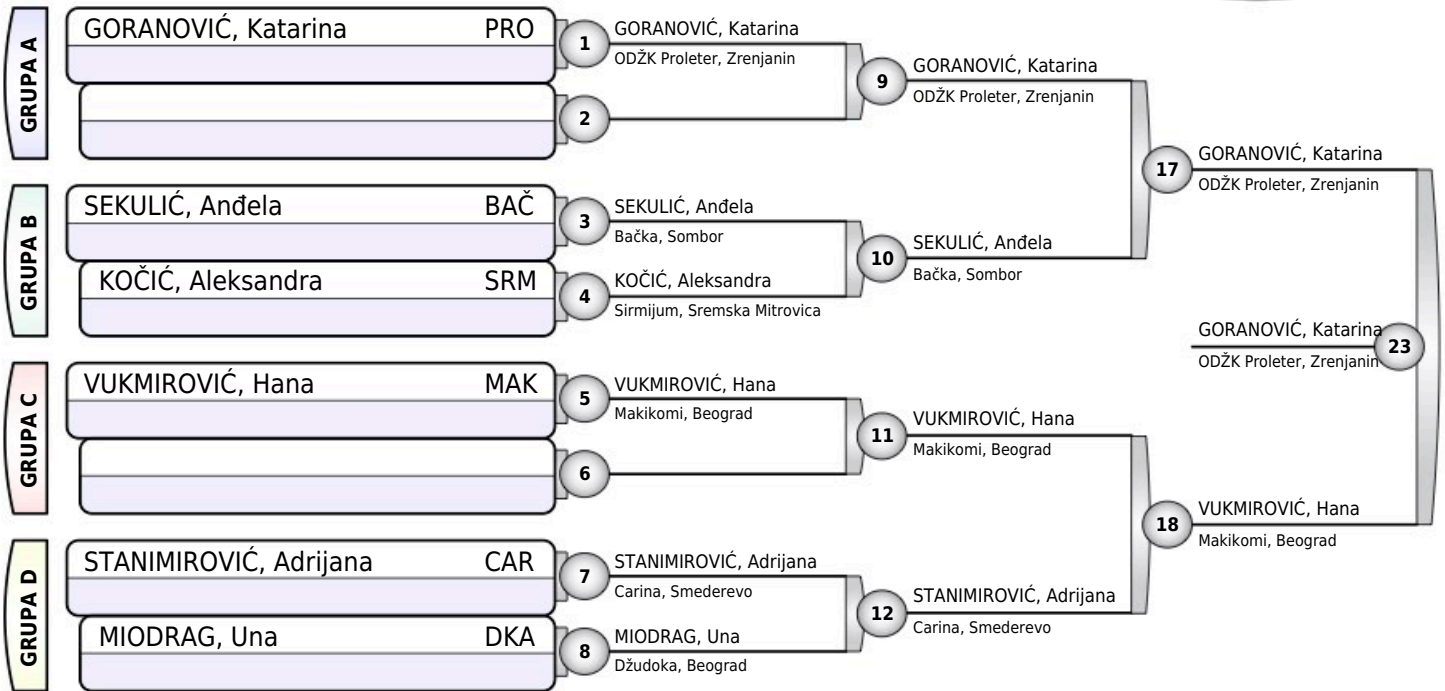 GRUPA A
GORANOVIĆ, Katarina PRO
1
GORANOVIĆ, Katarina
ODŽK Proleter, Zrenjanin
2
9
GORANOVIĆ, Katarina
ODŽK Proleter, Zrenjanin
17
GORANOVIĆ, Katarina
ODŽK Proleter, Zrenjanin
GRUPA B
SEKULIĆ, Anđela BAČ
3
SEKULIĆ, Anđela
Bačka, Sombor
KOČIĆ, Aleksandra SRM
4
KOČIĆ, Aleksandra
Sirmijum, Sremska Mitrovica
10
SEKULIĆ, Anđela
Bačka, Sombor
GORANOVIĆ, Katarina
ODŽK Proleter, Zrenjanin
23
GRUPA C
VUKMIROVIĆ, Hana MAK
5
VUKMIROVIĆ, Hana
Makikomi, Beograd
6
11
VUKMIROVIĆ, Hana
Makikomi, Beograd
18
VUKMIROVIĆ, Hana
Makikomi, Beograd
GRUPA D
STANIMIROVIĆ, Adrijana CAR
7
STANIMIROVIĆ, Adrijana
Carina, Smederevo
MIODRAG, Una DKA
8
MIODRAG, Una
Džudoka, Beograd
12
STANIMIROVIĆ, Adrijana
Carina, Smederevo